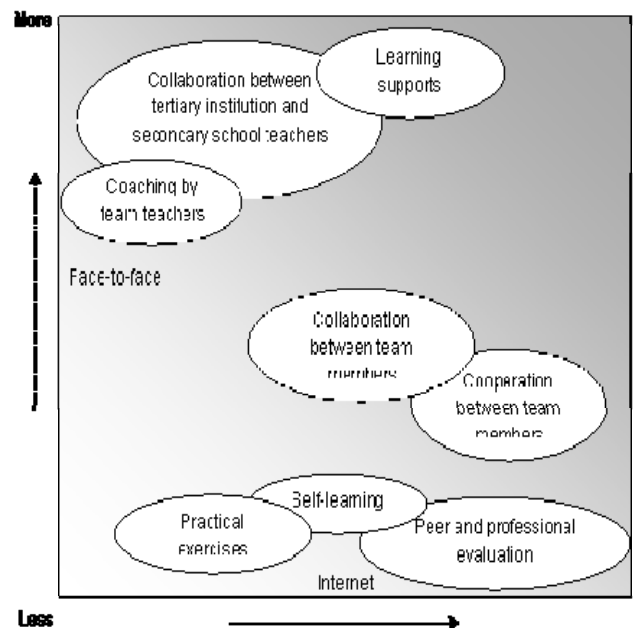 More
Learning
supports
Collaboration between
tertiary institution and
secondary school teachers
Coaching by
team teachers
Face-to-face
Collaboration
between team
members
Cooperation
between team
members
Self-learning
Practical
exercises
Peer and professional
evaluation
Internet
Less